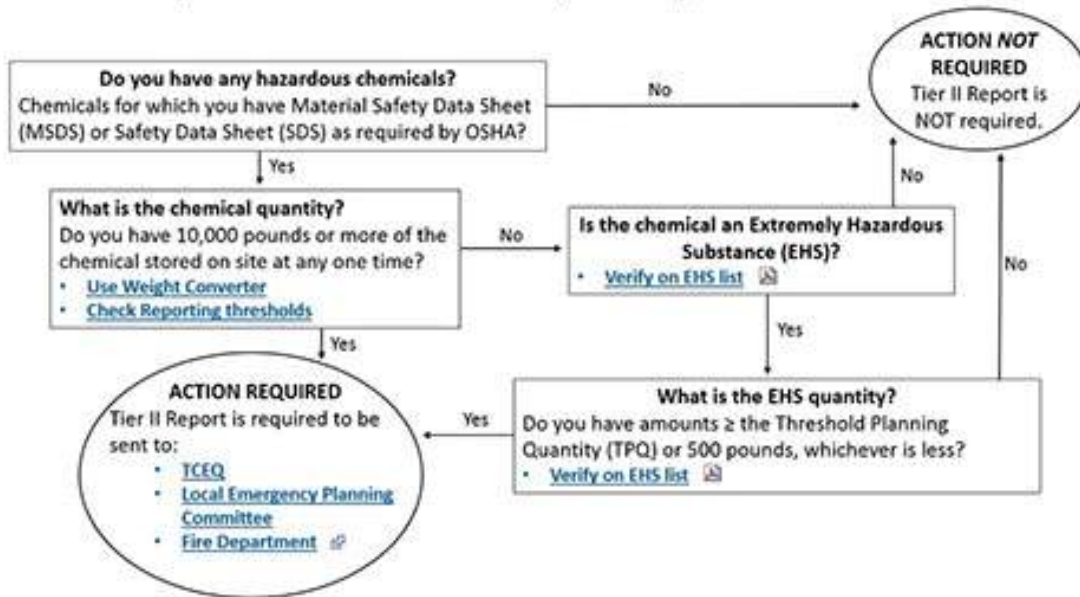 ACTION NOT
REQUIRED
Tier II Report is
NOT required.
Do you have any hazardous chemicals?
Chemicals for which you have Material Safety Data Sheet
(MSDS) or Safety Data Sheet (SDS) as required by OSHA?
No
Yes
What is the chemical quantity?
Do you have 10,000 pounds or more of the
chemical stored on site at any one time?
• Use Weight Converter
• Check Reporting thresholds
No
Is the chemical an Extremely Hazardous
Substance (EHS)?
• Verify on EHS list
No
No
Yes
Yes
ACTION REQUIRED
Tier II Report is required to be
sent to:
• TCEQ
• Local Emergency Planning
Committee
• Fire Department
Yes
What is the EHS quantity?
Do you have amounts ≥ the Threshold Planning
Quantity (TPQ) or 500 pounds, whichever is less?
• Verify on EHS list